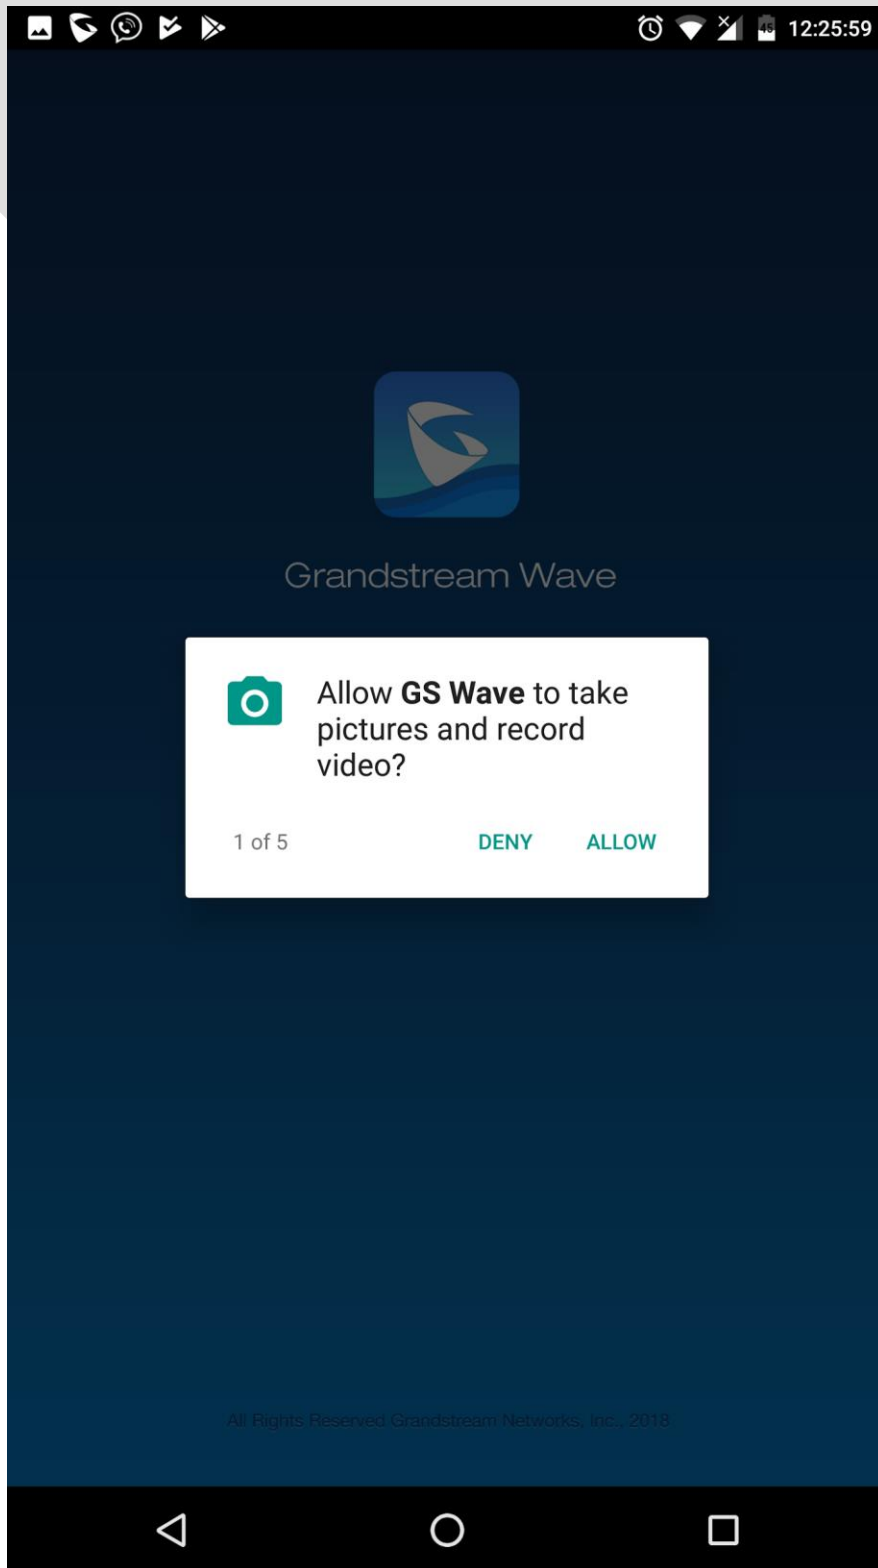 45 12:25:59
Grandstream Wave
Allow GS Wave to take
pictures and record
video?
1 of 5 DENY ALLOW
All Rights Reserved Grandstream Networks, Inc., 2018